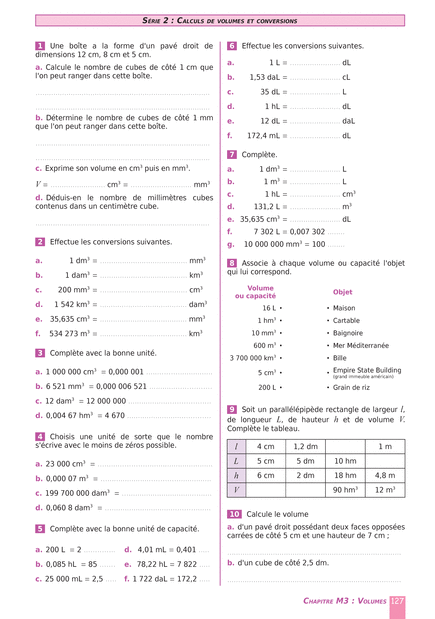 SÉRIE 2 : CALCULS DE VOLUMES ET CONVERSIONS
1 Une boîte a la forme d'un pavé droit de
dimensions 12 cm, 8 cm et 5 cm.
a. Calcule le nombre de cubes de côté 1 cm que
l'on peut ranger dans cette boîte.
b. Détermine le nombre de cubes de côté 1 mm
que l'on peut ranger dans cette boîte.
c. Exprime son volume en cm³ puis en mm³.
V = .................... cm³ = .................... mm³
d. Déduis-en le nombre de millimètres cubes
contenus dans un centimètre cube.
2 Effectue les conversions suivantes.
a. 1 dm³ = .................... mm³
b. 1 dam³ = .................... km³
c. 200 mm³ = .................... cm³
d. 1 542 km³ = .................... dam³
e. 35,635 cm³ = .................... mm³
f. 534 273 m³ = .................... km³
3 Complète avec la bonne unité.
a. 1 000 000 cm³ = 0,000 001 ....................
b. 6 521 mm³ = 0,000 006 521 ....................
c. 12 dam³ = 12 000 000 ....................
d. 0,004 67 hm³ = 4 670 ....................
4 Choisis une unité de sorte que le nombre
s'écrive avec le moins de zéros possible.
a. 23 000 cm³ = ....................
b. 0,000 07 m³ = ....................
c. 199 700 000 dam³ = ....................
d. 0,060 8 dam³ = ....................
5 Complète avec la bonne unité de capacité.
a. 200 L = 2 .......... d. 4,01 mL = 0,401 .....
b. 0,085 hL = 85 ....... e. 78,22 hL = 7 822 .....
c. 25 000 mL = 2,5 ..... f. 1 722 daL = 172,2 .....
6 Effectue les conversions suivantes.
a. 1 L = .................... dL
b. 1,53 daL = .................... cL
c. 35 dL = .................... L
d. 1 hL = .................... dL
e. 12 dL = .................... daL
f. 172,4 mL = .................... dL
7 Complète.
a. 1 dm³ = .................... L
b. 1 m³ = .................... L
c. 1 hL = .................... cm³
d. 131,2 L = .................... m³
e. 35,635 cm³ = .................... dL
f. 7 302 L = 0,007 302 .......
g. 10 000 000 mm³ = 100 .......
8 Associe à chaque volume ou capacité l'objet
qui lui correspond.
Volume
ou capacité Objet
16 L • • Maison
1 hm³ • • Cartable
10 mm³ • • Baignoire
600 m³ • • Mer Méditerranée
3 700 000 km³ • • Bille
5 cm³ • • Empire State Building
(grand immeuble américain)
200 L • • Grain de riz
9 Soit un parallélépipède rectangle de largeur l,
de longueur L, de hauteur h et de volume V.
Complète le tableau.
l 4 cm 1,2 dm 1 m
L 5 cm 5 dm 10 hm
h 6 cm 2 dm 18 hm 4,8 m
V 90 hm³ 12 m³
10 Calcule le volume
a. d'un pavé droit possédant deux faces opposées
carrées de côté 5 cm et une hauteur de 7 cm ;
b. d'un cube de côté 2,5 dm.
CHAPITRE M3 : VOLUMES 127